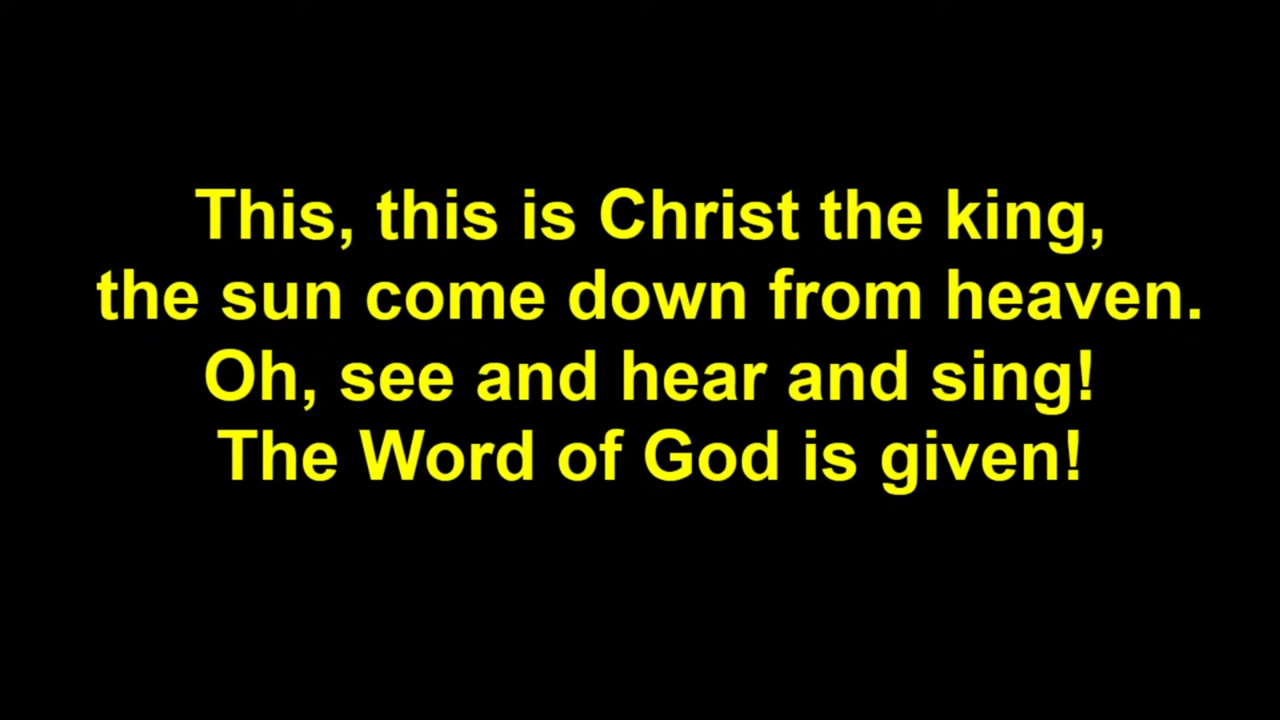 This, this is Christ the king,
the sun come down from heaven.
Oh, see and hear and sing!
The Word of God is given!